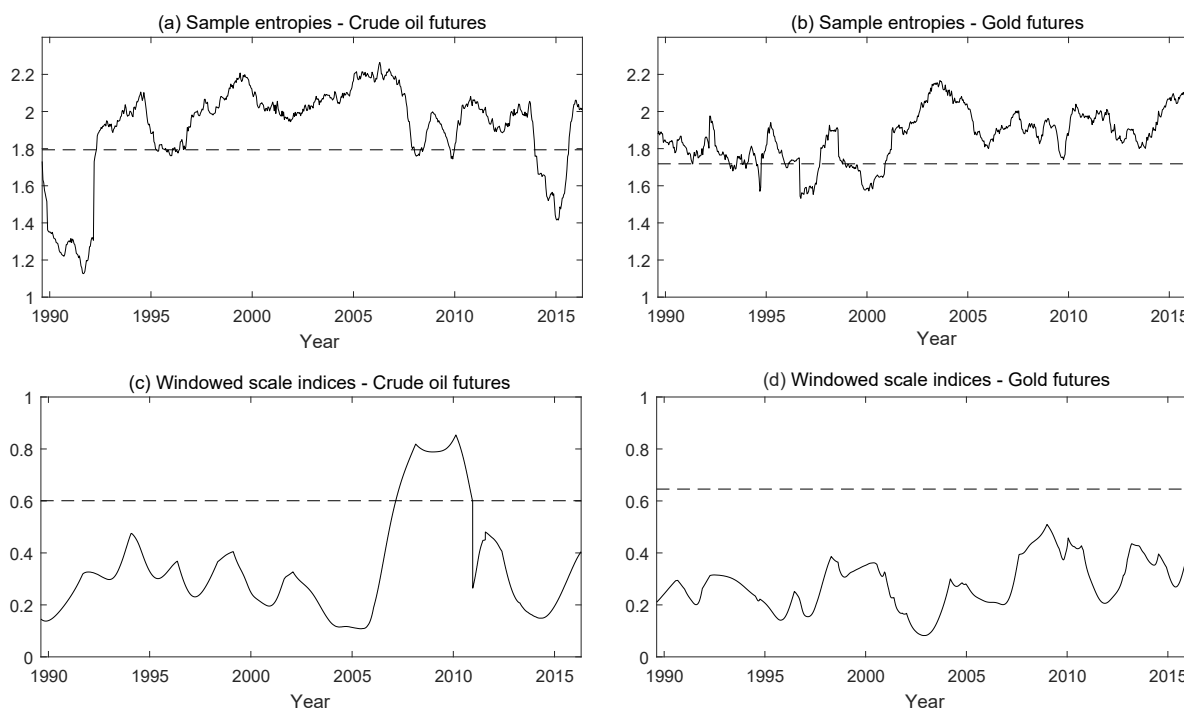 (a) Sample entropies - Crude oil futures
2.2
2
1.8
1.6
1.4
1.2
1
1990 1995 2000 2005 2010 2015
Year
(b) Sample entropies - Gold futures
2.2
2
1.8
1.6
1.4
1.2
1
1990 1995 2000 2005 2010 2015
Year
(c) Windowed scale indices - Crude oil futures
1
0.8
0.6
0.4
0.2
0
1990 1995 2000 2005 2010 2015
Year
(d) Windowed scale indices - Gold futures
1
0.8
0.6
0.4
0.2
0
1990 1995 2000 2005 2010 2015
Year